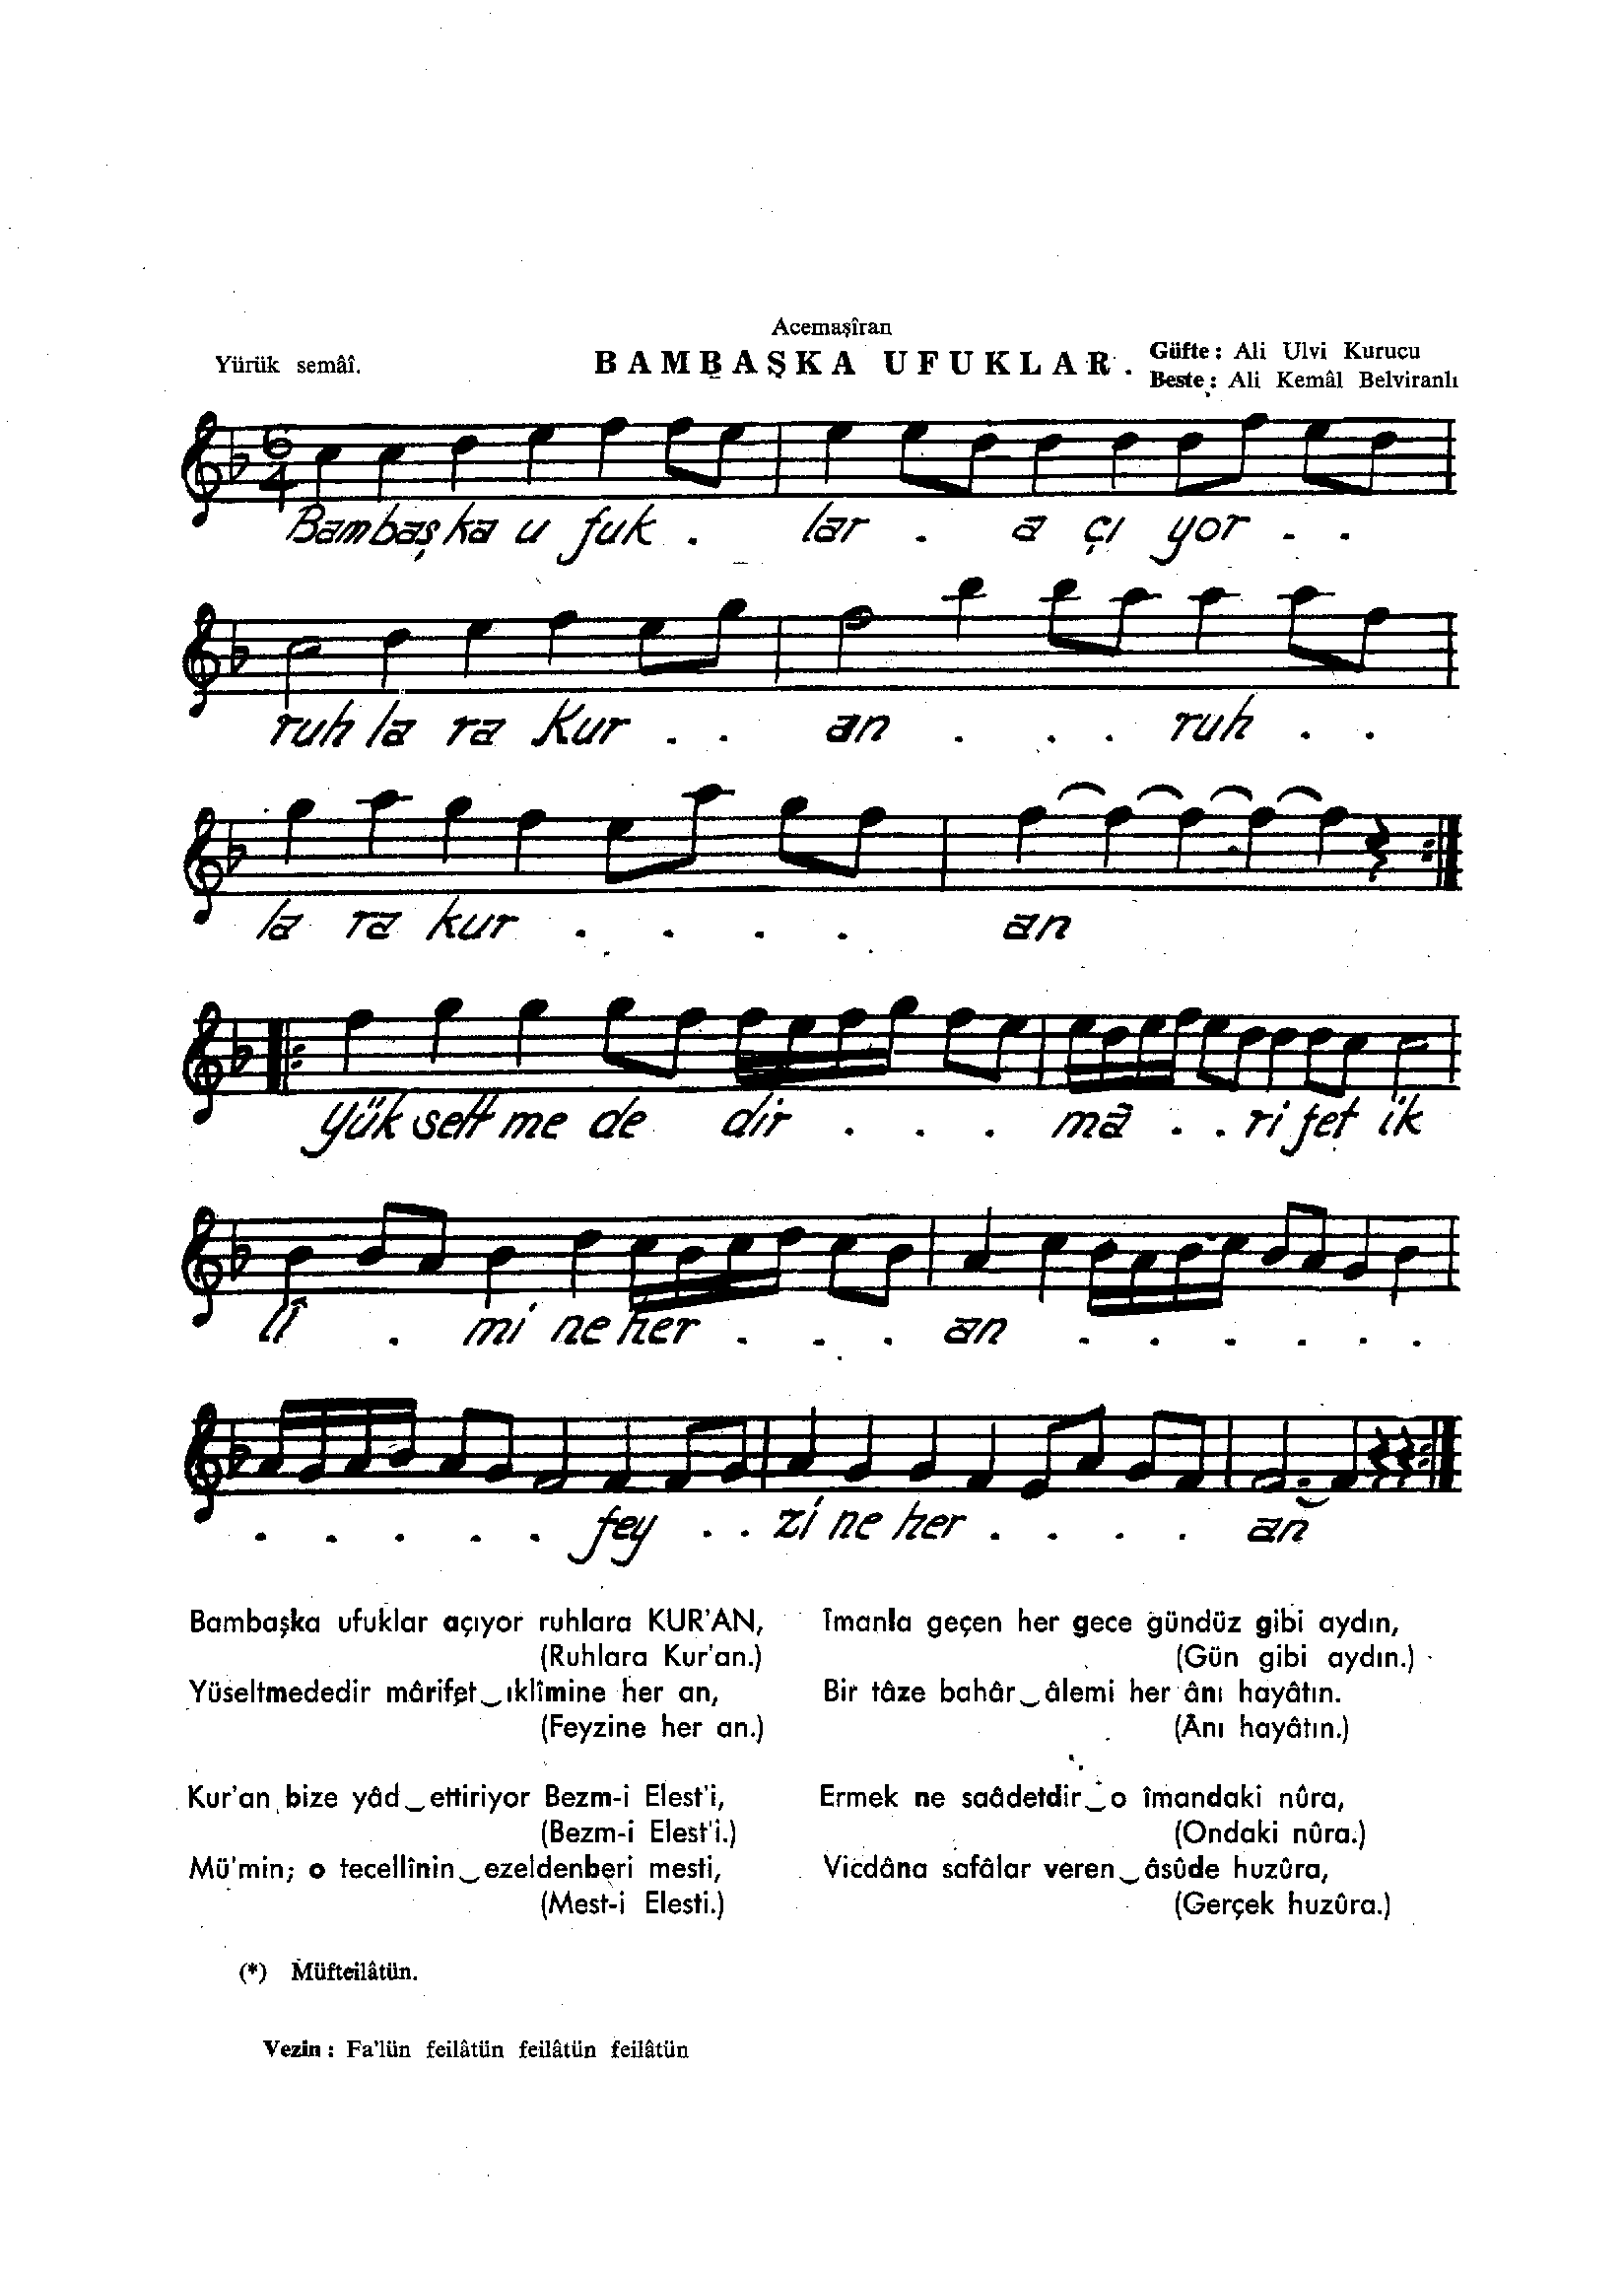 Acemaşîran
Yürük semâî.
BAMBAŞKA UFUKLAR.
Güfte: Ali Ulvi Kurucu
Beste: Ali Kemâl Belviranlı
6
4
Bambaş ka u fuk . lar . a çı yor . .
ruh la ra Kur . . an . . . ruh . .
la ra kur . . . . an
yük selt me de dir . . . mâ . . ri fet ik
lî . mi ne her . . . an . . . . . .
. . . . . fey . . zi ne her . . . . an
Bambaşka ufuklar açıyor ruhlara KUR'AN,
(Ruhlara Kur'an.)
Yüseltmededir mârifet‿ıklîmine her an,
(Feyzine her an.)
Kur'an bize yâd‿ettiriyor Bezm-i Elest'i,
(Bezm-i Elest'i.)
Mü'min; o tecellînin‿ezeldenberi mesti,
(Mest-i Elesti.)
Îmanla geçen her gece gündüz gibi aydın,
(Gün gibi aydın.)
Bir tâze bahâr‿âlemi her ânı hayâtın.
(Ânı hayâtın.)
Ermek ne saâdetdir‿o îmandaki nûra,
(Ondaki nûra.)
Vicdâna safâlar veren‿âsûde huzûra,
(Gerçek huzûra.)
(*) Müfteilâtün.
Vezin: Fa'lün feilâtün feilâtün feilâtün